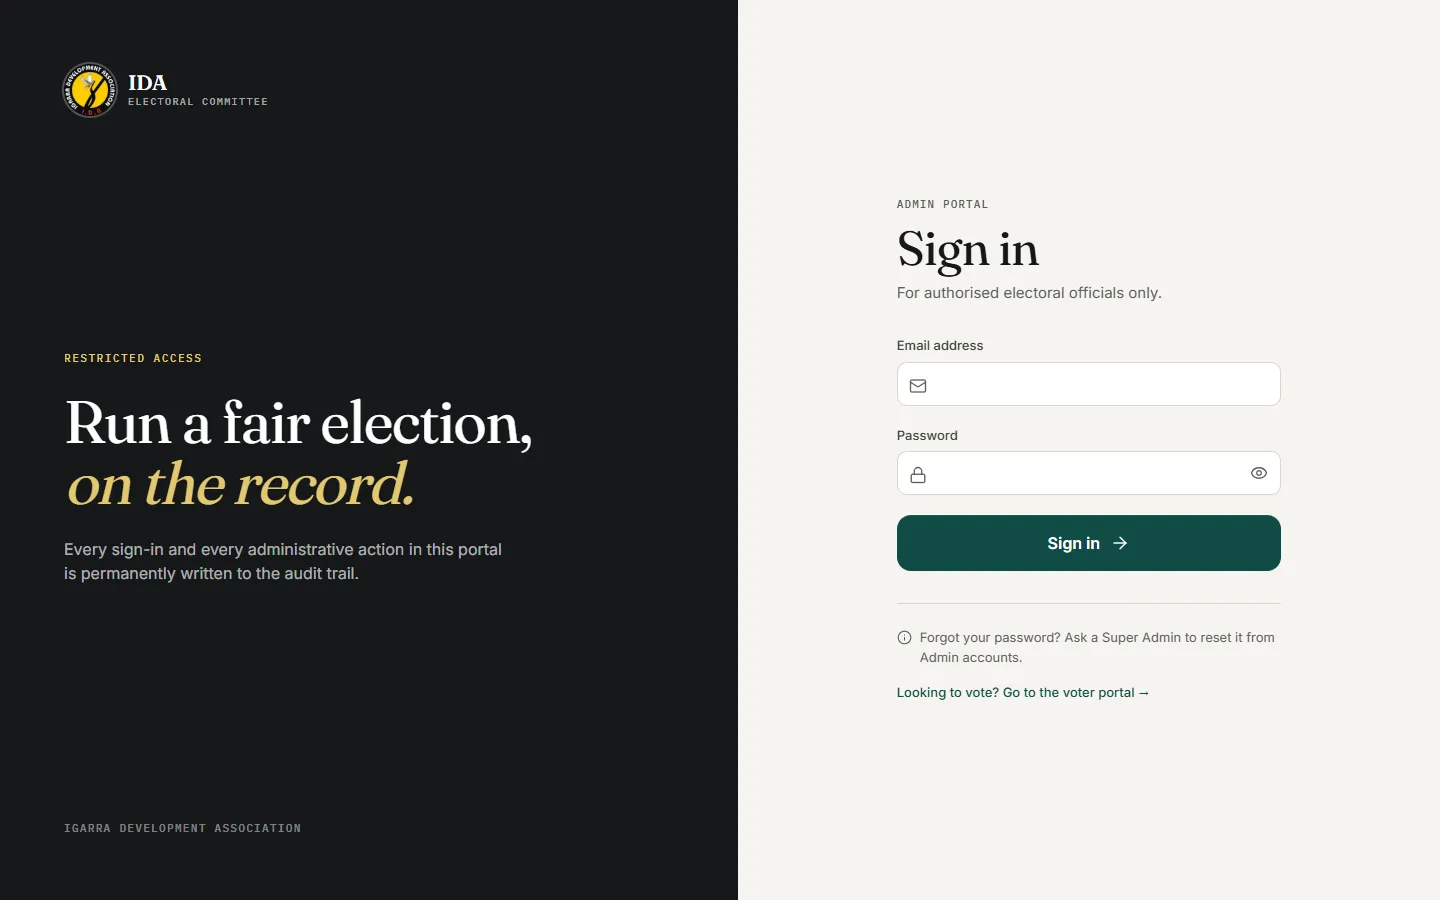 IGARRA DEVELOPMENT ASSOCIATION
I.D.A
IDA
ELECTORAL COMMITTEE
RESTRICTED ACCESS
Run a fair election,
on the record.
Every sign-in and every administrative action in this portal
is permanently written to the audit trail.
IGARRA DEVELOPMENT ASSOCIATION
ADMIN PORTAL
Sign in
For authorised electoral officials only.
Email address
Password
Sign in →
Forgot your password? Ask a Super Admin to reset it from
Admin accounts.
Looking to vote? Go to the voter portal →